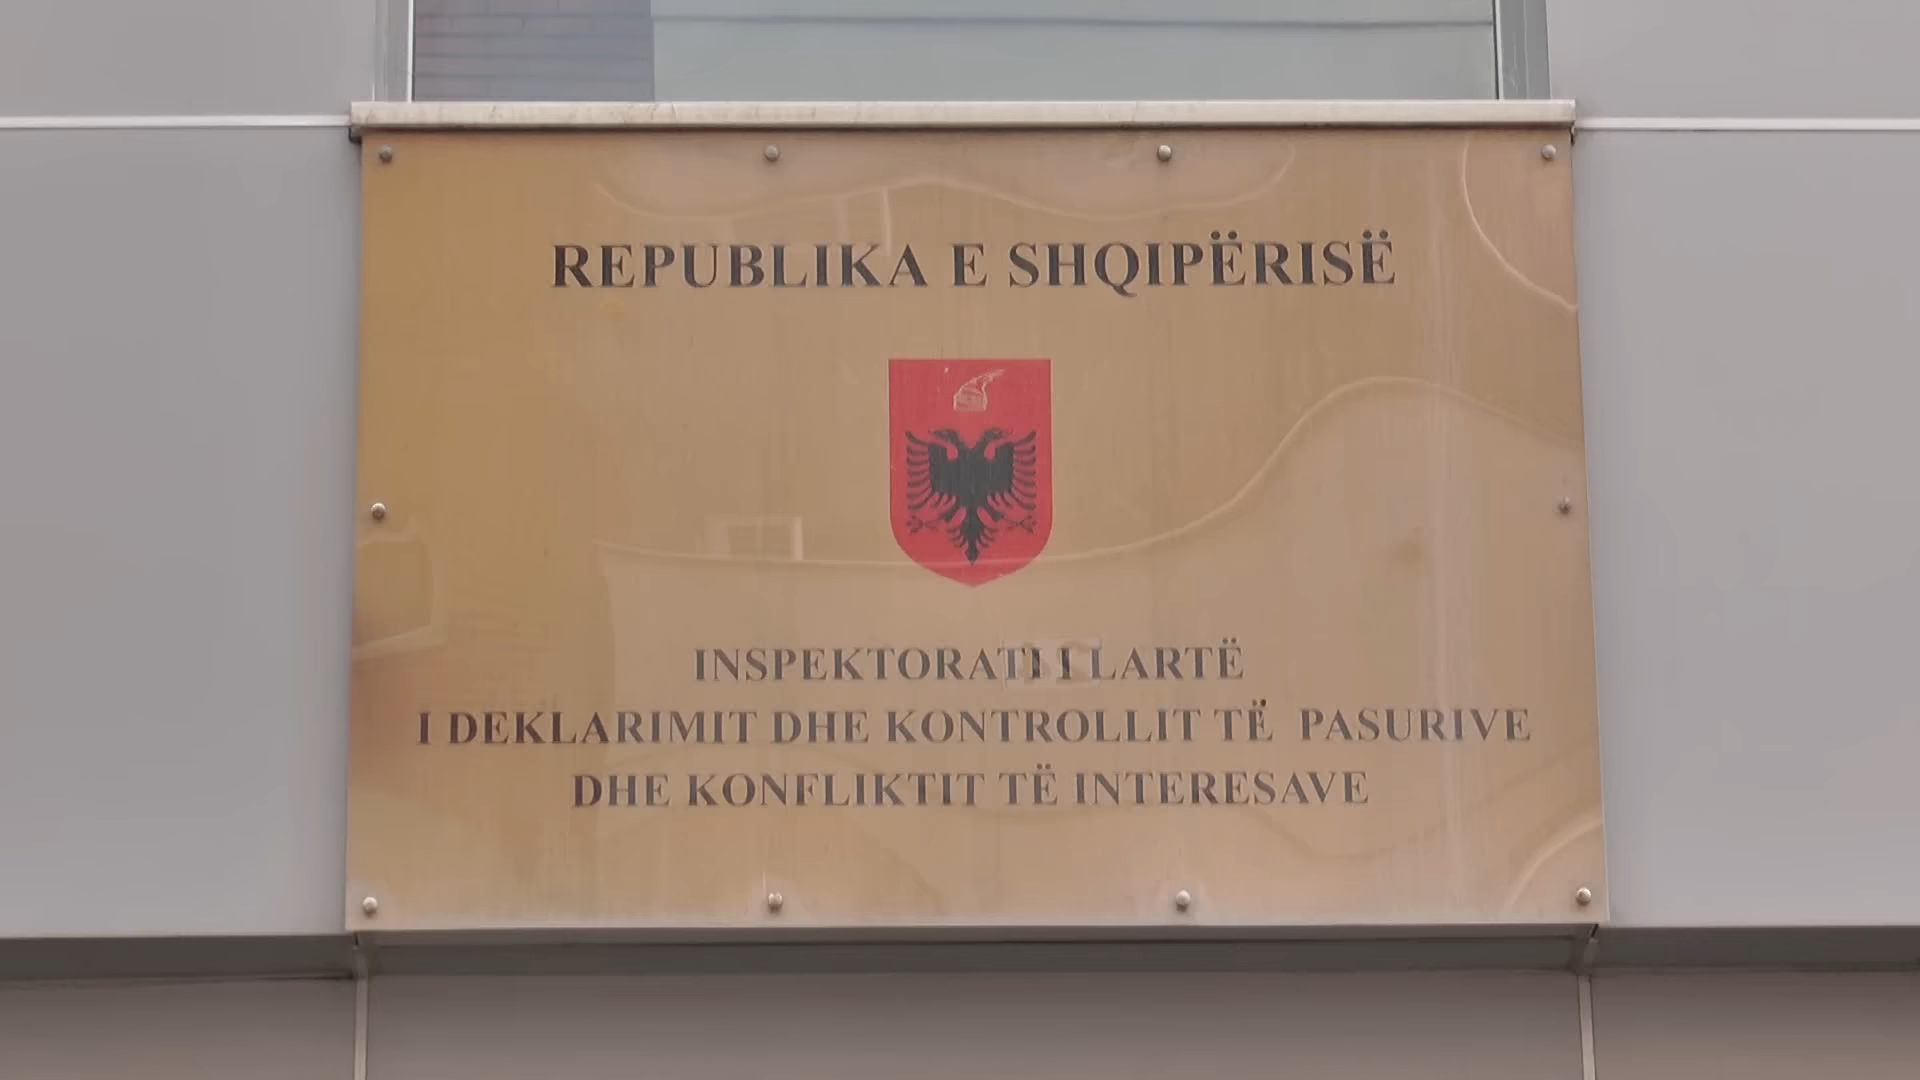 REPUBLIKA E SHQIPËRISË
INSPEKTORATI I LARTË
I DEKLARIMIT DHE KONTROLLIT TË PASURIVE
DHE KONFLIKTIT TË INTERESAVE